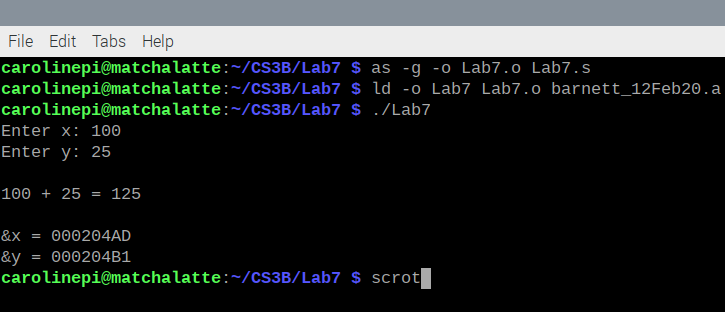 File Edit Tabs Help
carolinepi@matchalatte:~/CS3B/Lab7 $ as -g -o Lab7.o Lab7.s
carolinepi@matchalatte:~/CS3B/Lab7 $ ld -o Lab7 Lab7.o barnett_12Feb20.a
carolinepi@matchalatte:~/CS3B/Lab7 $ ./Lab7
Enter x: 100
Enter y: 25
100 + 25 = 125
&x = 000204AD
&y = 000204B1
carolinepi@matchalatte:~/CS3B/Lab7 $ scrot